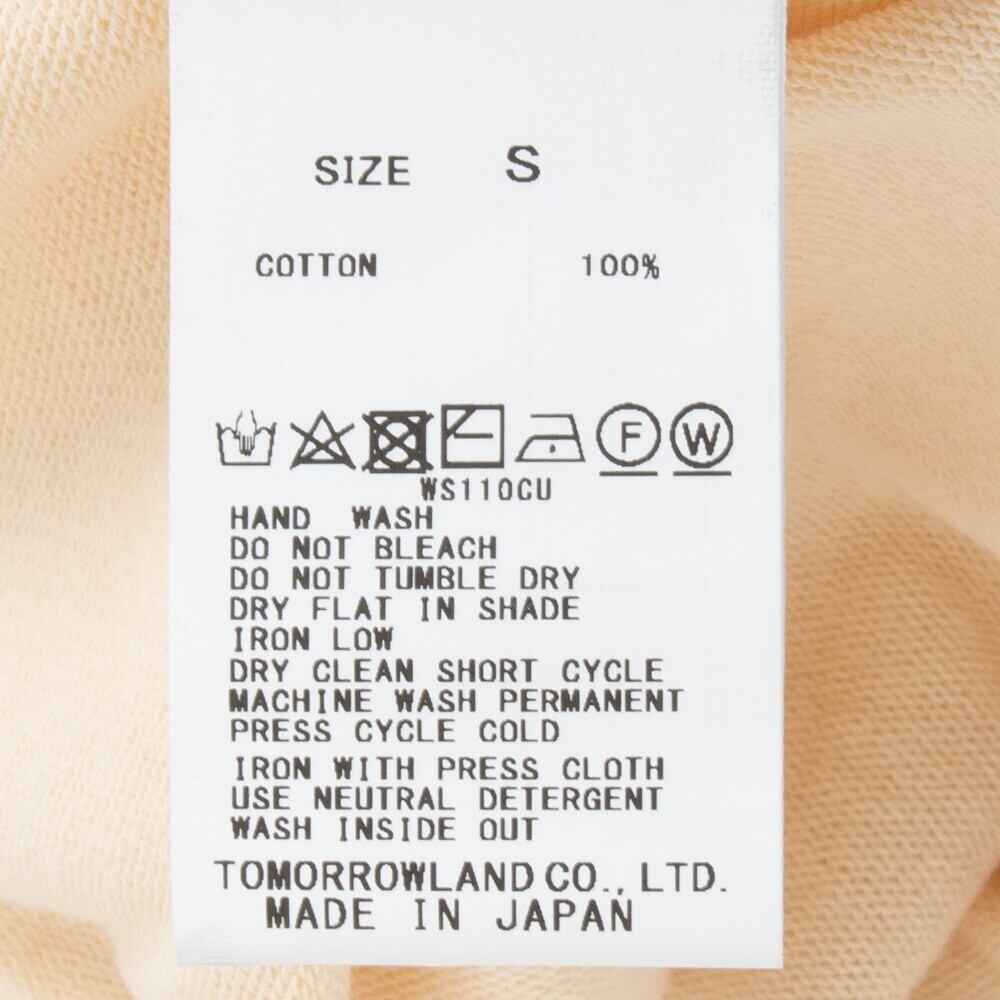 SIZE S
COTTON 100%
F W
WS110CU
HAND WASH
DO NOT BLEACH
DO NOT TUMBLE DRY
DRY FLAT IN SHADE
IRON LOW
DRY CLEAN SHORT CYCLE
MACHINE WASH PERMANENT
PRESS CYCLE COLD
IRON WITH PRESS CLOTH
USE NEUTRAL DETERGENT
WASH INSIDE OUT
TOMORROWLAND CO., LTD.
MADE IN JAPAN